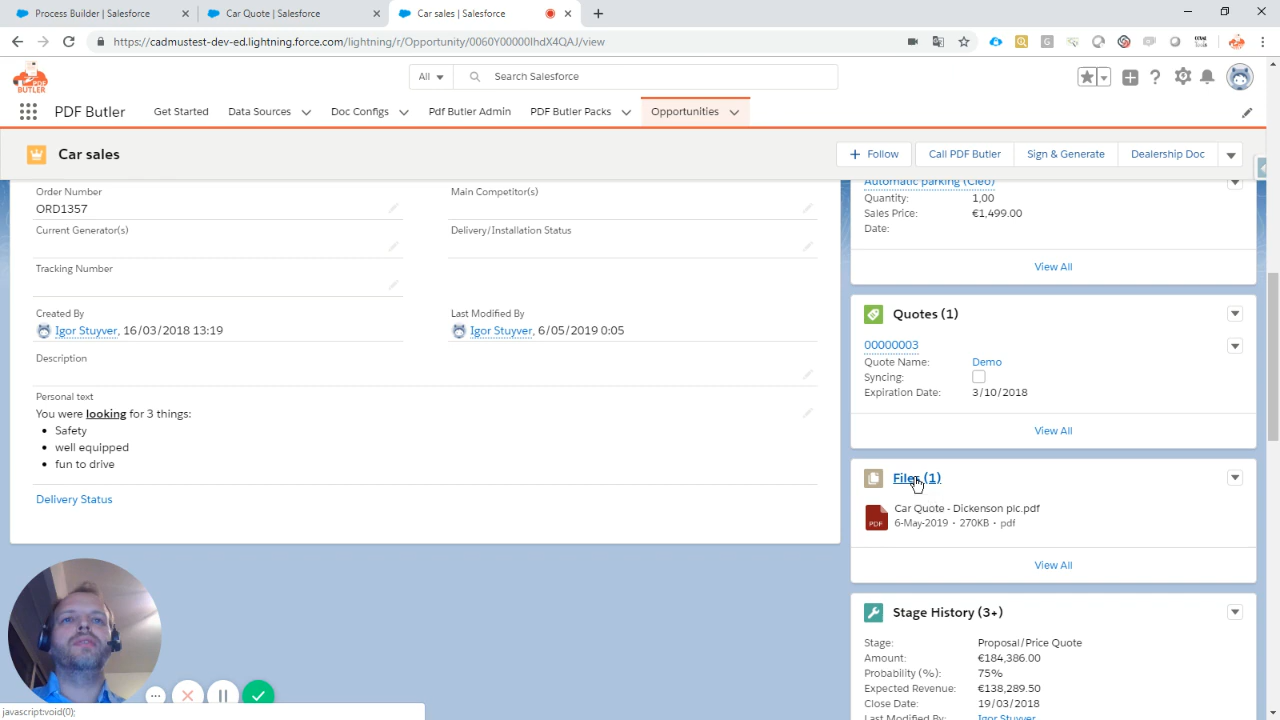 Process Builder | Salesforce
Car Quote | Salesforce
Car sales | Salesforce
https://cadmustest-dev-ed.lightning.force.com/lightning/r/Opportunity/0060Y00000IhdX4QAJ/view
PDF BUTLER
All
Search Salesforce
PDF Butler
Get Started
Data Sources
Doc Configs
Pdf Butler Admin
PDF Butler Packs
Opportunities
Car sales
Follow
Call PDF Butler
Sign & Generate
Dealership Doc
Order Number
ORD1357
Main Competitor(s)
Current Generator(s)
Delivery/Installation Status
Tracking Number
Created By
Igor Stuyver, 16/03/2018 13:19
Last Modified By
Igor Stuyver, 6/05/2019 0:05
Description
Personal text
You were looking for 3 things:
• Safety
• well equipped
• fun to drive
Delivery Status
Automatic parking (Cleo)
Quantity: 1,00
Sales Price: €1,499.00
Date:
View All
Quotes (1)
00000003
Quote Name: Demo
Syncing:
Expiration Date: 3/10/2018
View All
Files (1)
PDF
Car Quote - Dickenson plc.pdf
6-May-2019 • 270KB • pdf
View All
Stage History (3+)
Stage: Proposal/Price Quote
Amount: €184,386.00
Probability (%): 75%
Expected Revenue: €138,289.50
Close Date: 19/03/2018
Last Modified By: Igor Stuyver
javascript:void(0);